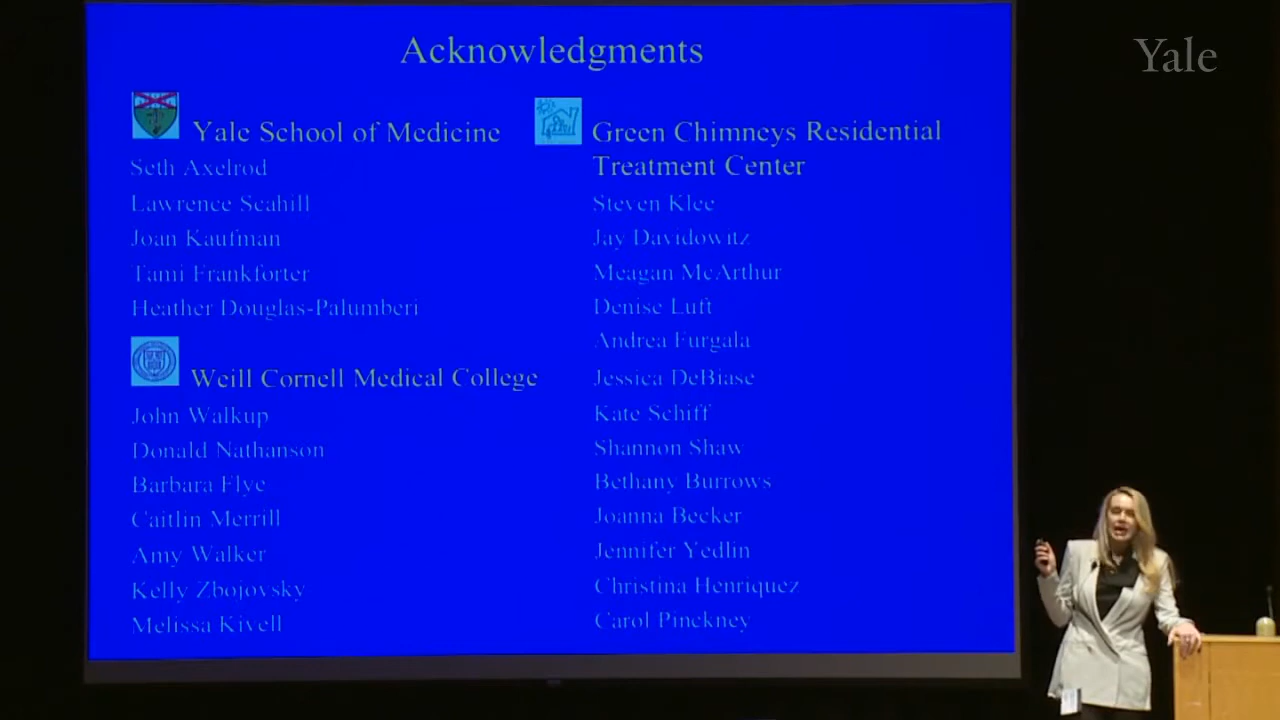 Acknowledgments
Yale
Yale School of Medicine
Seth Axelrod
Lawrence Scahill
Joan Kaufman
Tami Frankforter
Heather Douglas-Palumberi
Weill Cornell Medical College
John Walkup
Donald Nathanson
Barbara Flye
Caitlin Merrill
Amy Walker
Kelly Zbojovsky
Melissa Kivell
Green Chimneys Residential
Treatment Center
Steven Klee
Jay Davidowitz
Meagan McArthur
Denise Luft
Andrea Furgala
Jessica DeBiase
Kate Schiff
Shannon Shaw
Bethany Burrows
Joanna Becker
Jennifer Yedlin
Christina Henriquez
Carol Pinckney